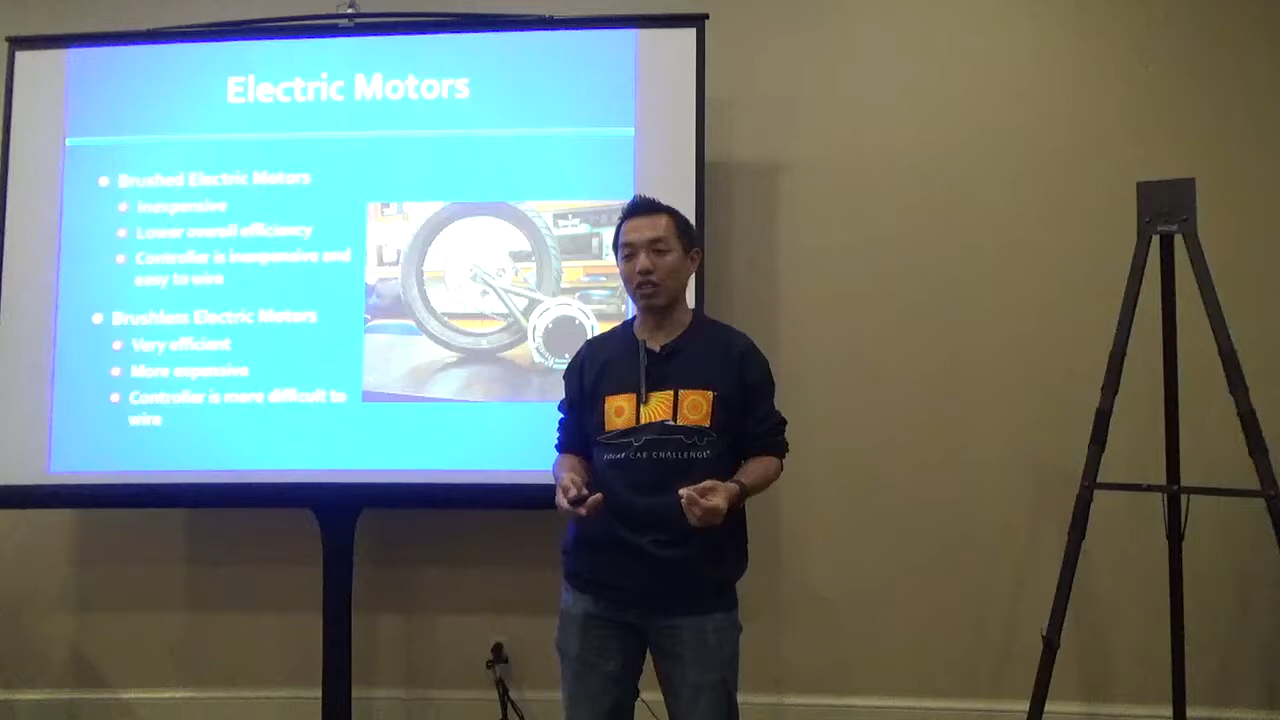 Electric Motors
Brushed Electric Motors
Inexpensive
Lower overall efficiency
Controller is inexpensive and
easy to wire
Brushless Electric Motors
Very efficient
More expensive
Controller is more difficult to
wire
SOLAR CAR CHALLENGE